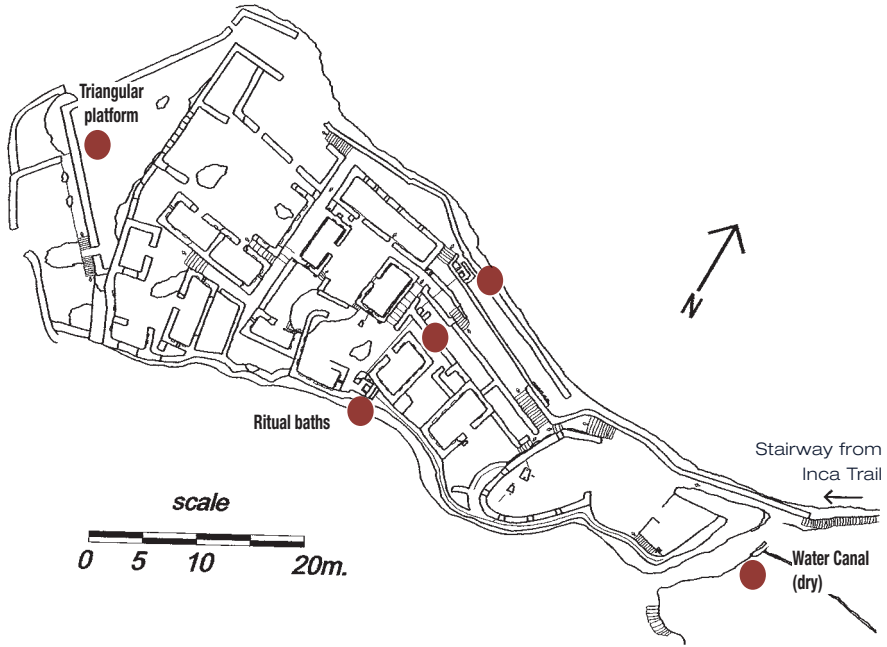 Triangular
platform
N
Ritual baths
Stairway from
Inca Trail
scale
0 5 10 20m.
Water Canal
(dry)